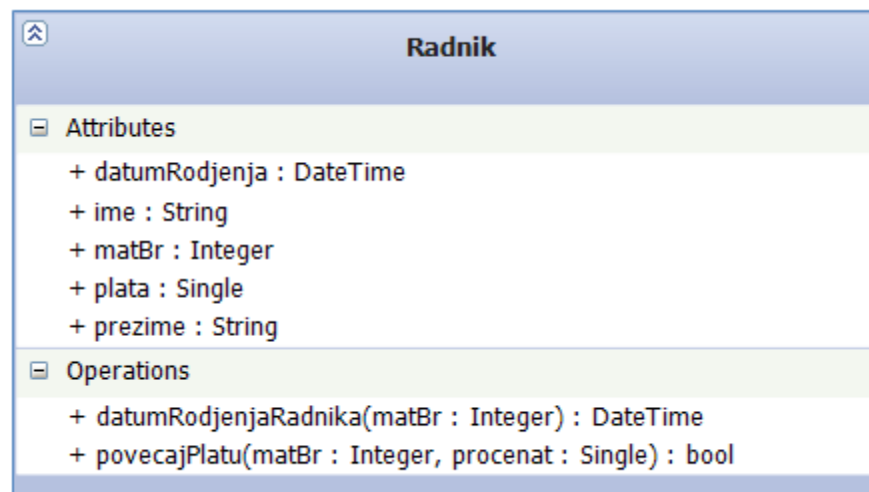 Radnik
Attributes
+ datumRodjenja : DateTime
+ ime : String
+ matBr : Integer
+ plata : Single
+ prezime : String
Operations
+ datumRodjenjaRadnika(matBr : Integer) : DateTime
+ povecajPlatu(matBr : Integer, procenat : Single) : bool